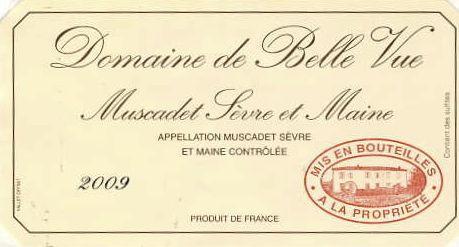 Domaine de Belle Vue
Muscadet Sèvre et Maine
APPELLATION MUSCADET SÈVRE
ET MAINE CONTRÔLÉE
2009
MIS EN BOUTEILLES
A LA PROPRIETÉ
PRODUIT DE FRANCE
Contient des sulfites